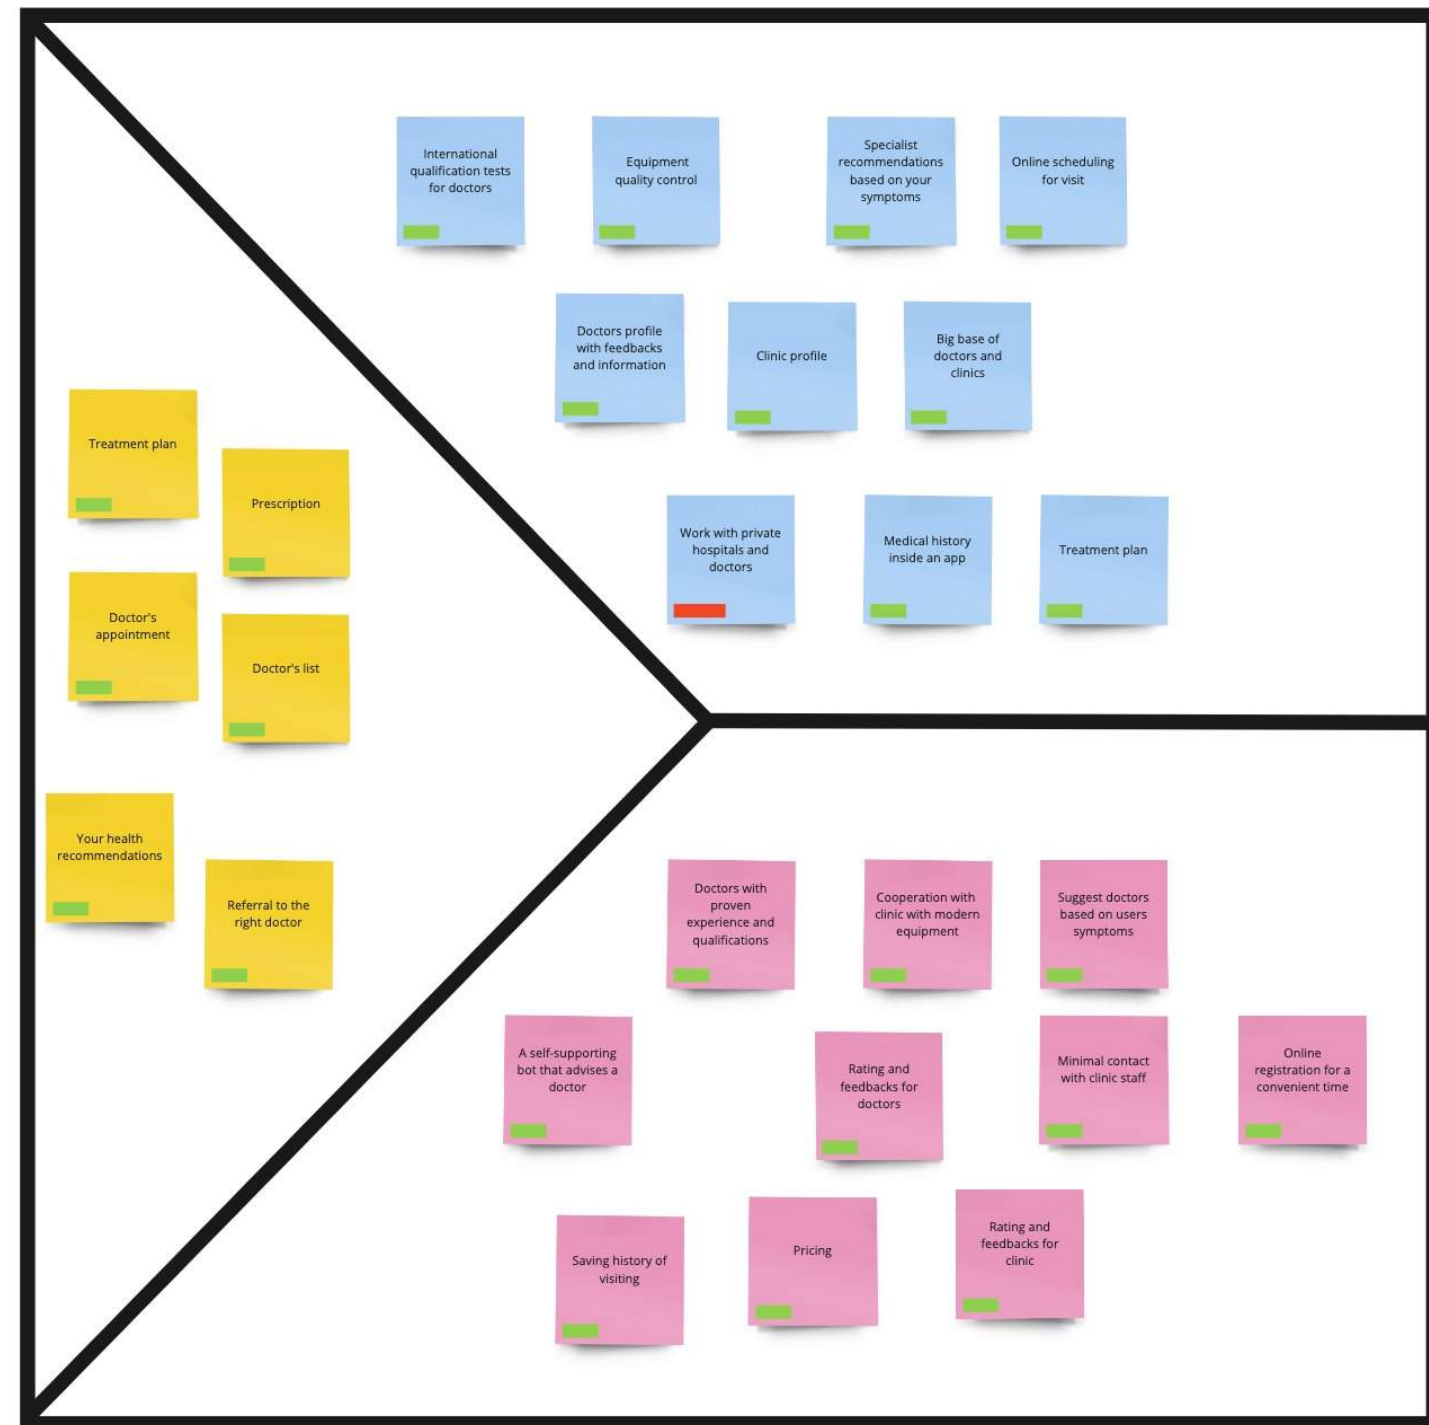 International
qualification tests
for doctors
Equipment
quality control
Specialist
recommendations
based on your
symptoms
Online scheduling
for visit
Doctors profile
with feedbacks
and information
Clinic profile
Big base of
doctors and
clinics
Work with private
hospitals and
doctors
Medical history
inside an app
Treatment plan
Treatment plan
Prescription
Doctor's
appointment
Doctor's list
Your health
recommendations
Referral to the
right doctor
Doctors with
proven
experience and
qualifications
Cooperation with
clinic with modern
equipment
Suggest doctors
based on users
symptoms
A self-supporting
bot that advises a
doctor
Rating and
feedbacks for
doctors
Minimal contact
with clinic staff
Online
registration for a
convenient time
Saving history of
visiting
Pricing
Rating and
feedbacks for
clinic